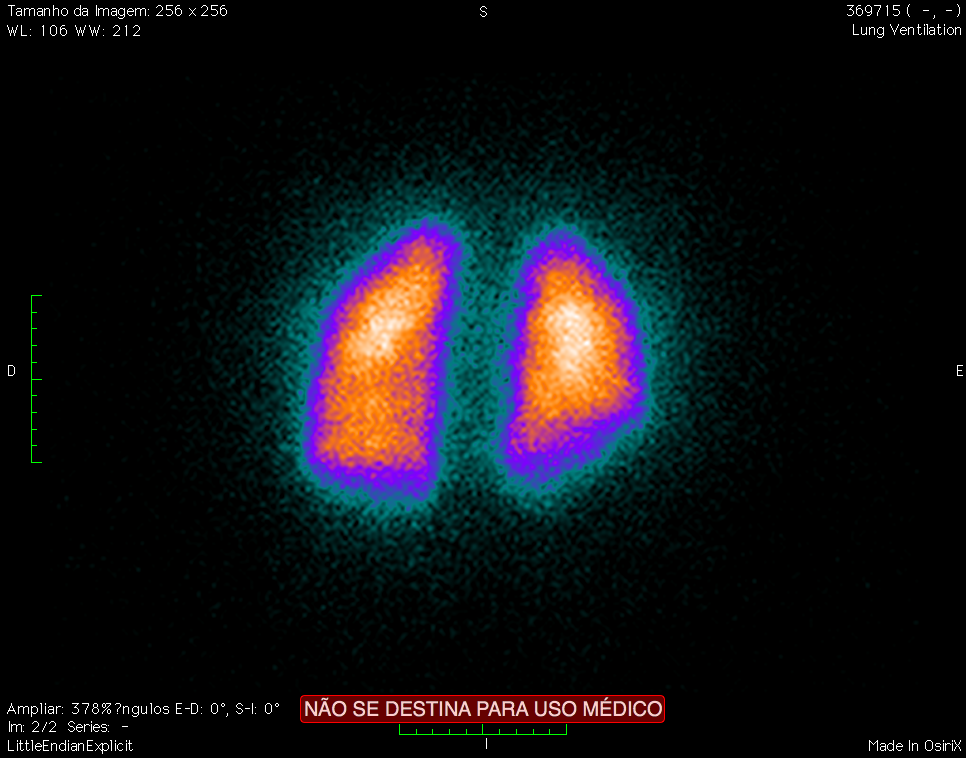 Tamanho da Imagem: 256 x 256
WL: 106 WW: 212
S
369715 ( -, -)
Lung Ventilation
D
E
Ampliar: 378%?ngulos E-D: 0°, S-I: 0°
Im: 2/2 Series: -
LittleEndianExplicit
NÃO SE DESTINA PARA USO MÉDICO
I
Made In OsiriX